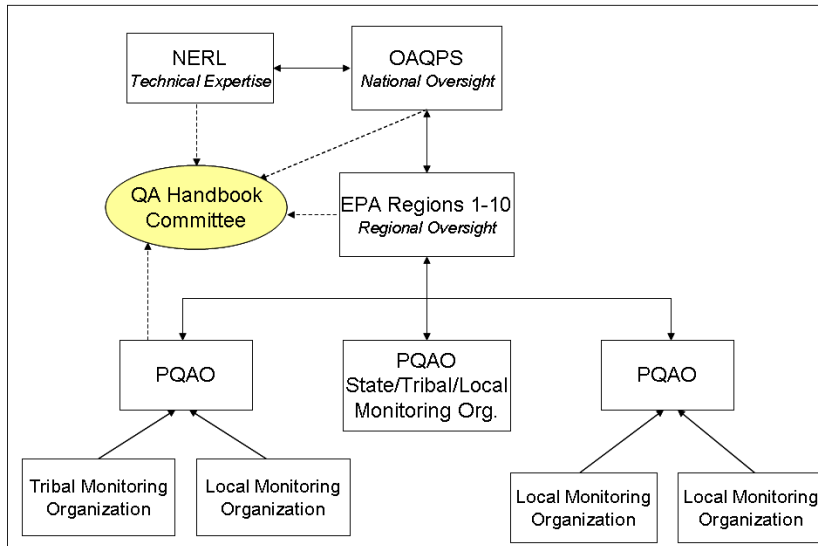 NERL
Technical Expertise
OAQPS
National Oversight
QA Handbook
Committee
EPA Regions 1-10
Regional Oversight
PQAO
PQAO
State/Tribal/Local
Monitoring Org.
PQAO
Tribal Monitoring
Organization
Local Monitoring
Organization
Local Monitoring
Organization
Local Monitoring
Organization